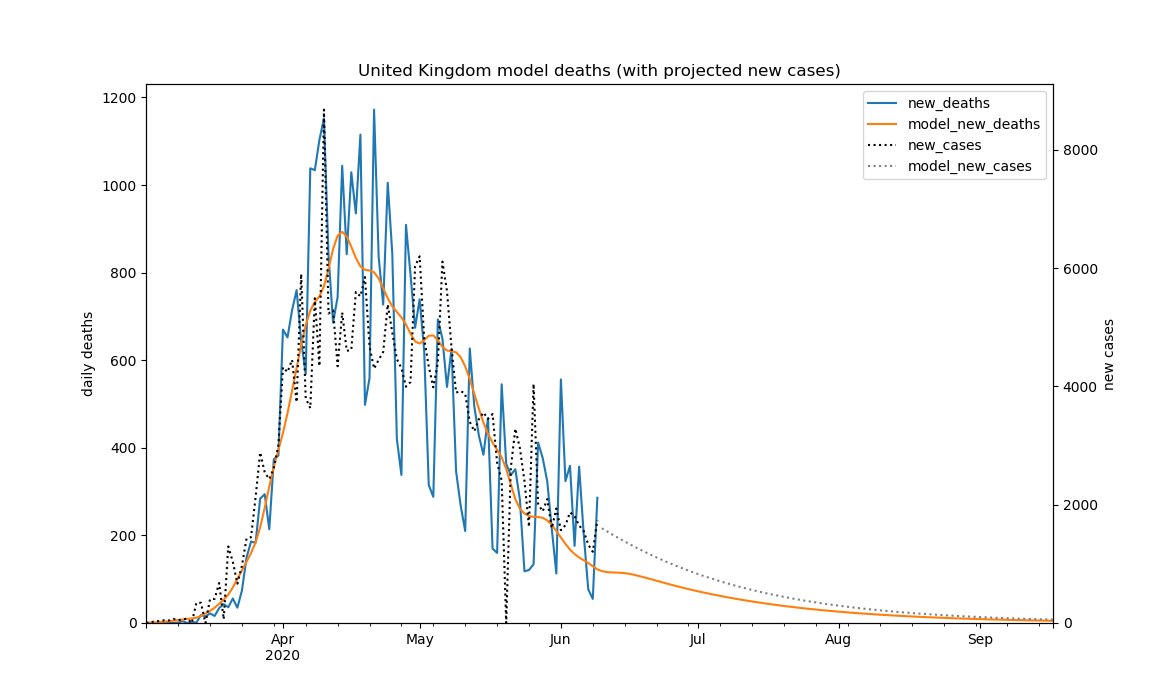 United Kingdom model deaths (with projected new cases)
new_deaths
model_new_deaths
new_cases
model_new_cases
1200
1000
800
600
400
200
0
daily deaths
8000
6000
4000
2000
0
new cases
Apr
2020
May
Jun
Jul
Aug
Sep